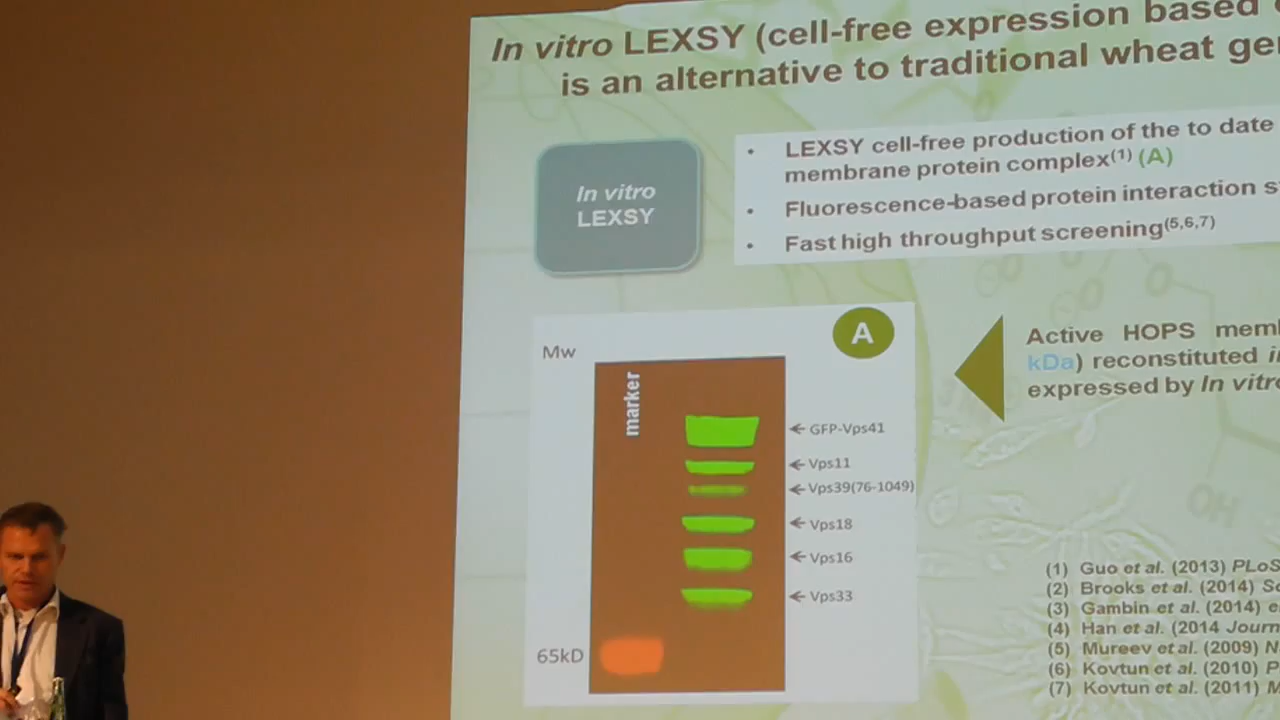 In vitro LEXSY (cell-free expression based
is an alternative to traditional wheat ge
In vitro
LEXSY
• LEXSY cell-free production of the to date
membrane protein complex(1) (A)
• Fluorescence-based protein interaction s
• Fast high throughput screening(5,6,7)
Mw
A
marker
GFP-Vps41
Vps11
Vps39(76-1049)
Vps18
Vps16
Vps33
65kD
Active HOPS mem
kDa) reconstituted i
expressed by In vitr
OH
(1) Guo et al. (2013) PLoS
(2) Brooks et al. (2014) S
(3) Gambin et al. (2014) e
(4) Han et al. (2014 Journ
(5) Mureev et al. (2009) N
(6) Kovtun et al. (2010) P
(7) Kovtun et al. (2011) M